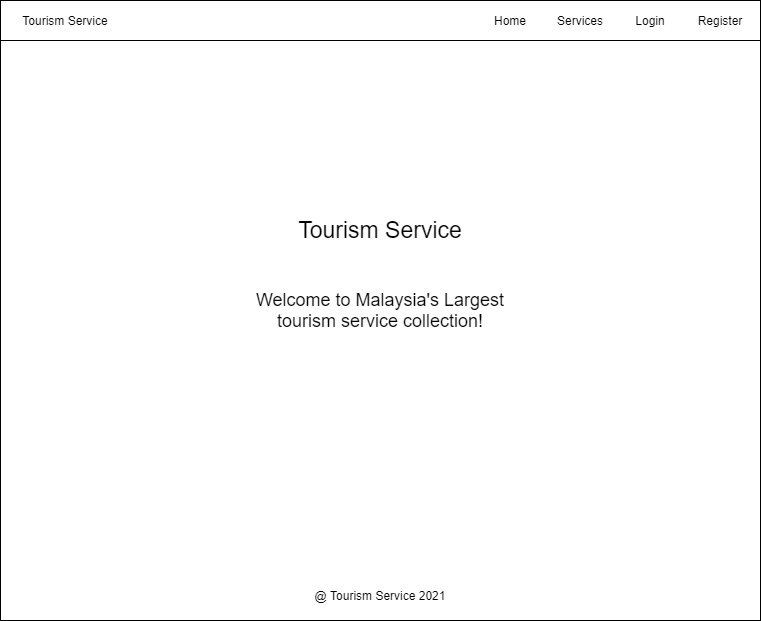 Tourism Service
Home
Services
Login
Register
Tourism Service
Welcome to Malaysia's Largest
tourism service collection!
@ Tourism Service 2021